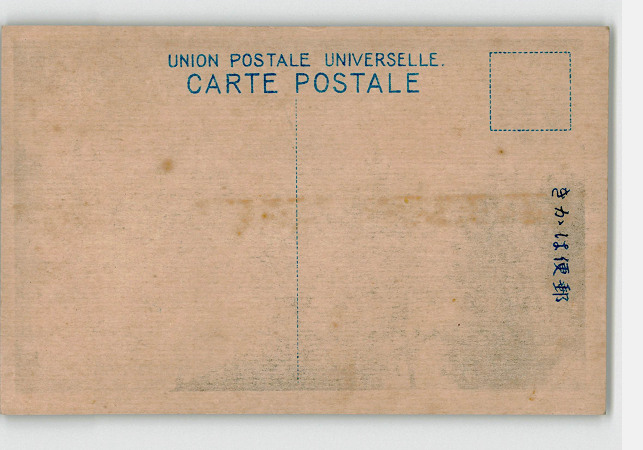 UNION POSTALE UNIVERSELLE.
CARTE POSTALE
郵便はかき